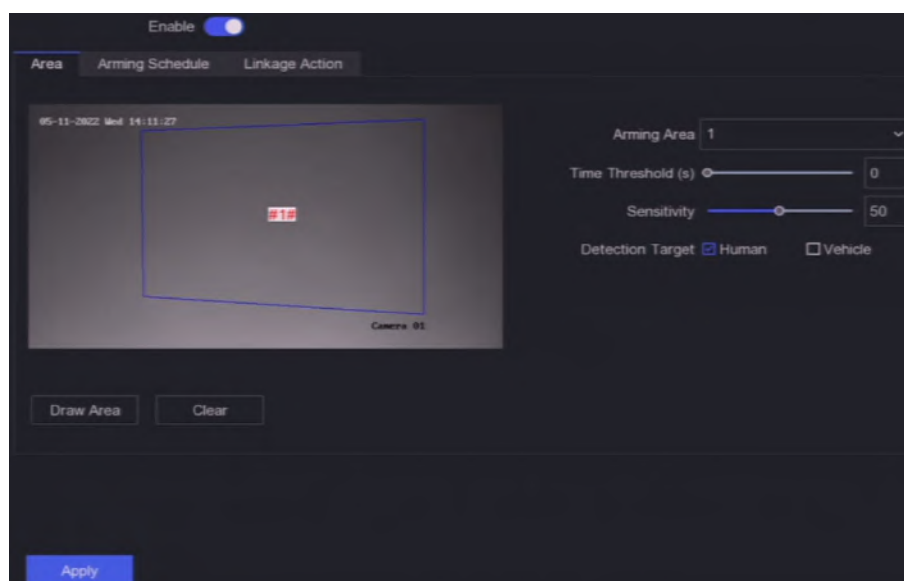 Enable
Area Arming Schedule Linkage Action
05-11-2022 Wed 14:11:27
#1#
Camera 01
Arming Area 1
Time Threshold (s) 0
Sensitivity 50
Detection Target Human Vehicle
Draw Area Clear
Apply